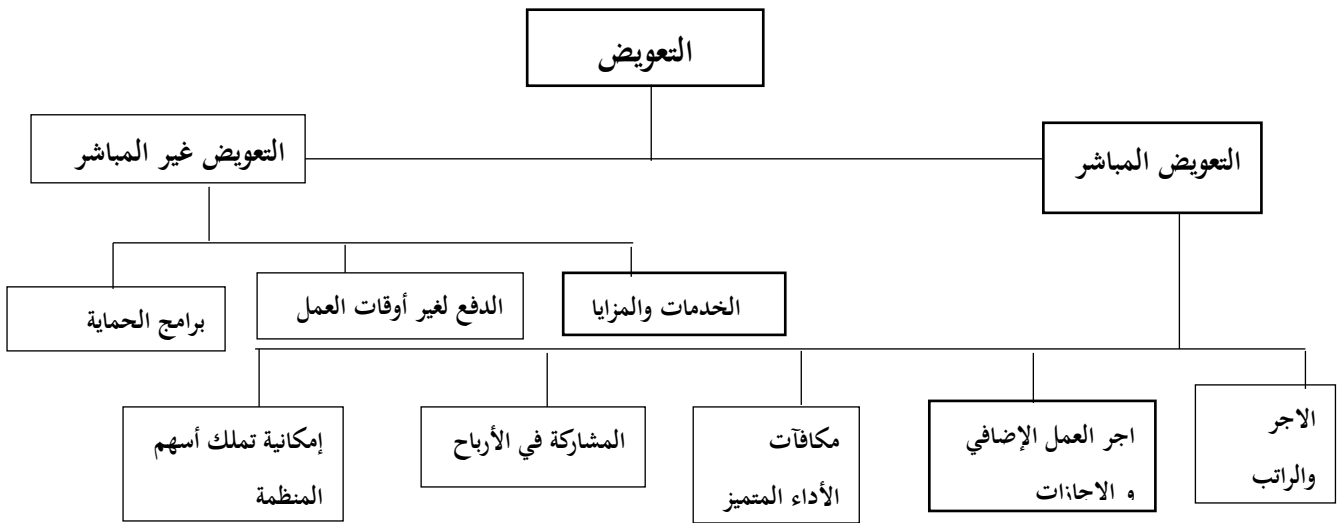 التعويض
التعويض المباشر
التعويض غير المباشر
الخدمات والمزايا
الدفع لغير أوقات العمل
برامج الحماية
الاجر
والراتب
اجر العمل الإضافي
و الاجازات
مكافآت
الأداء المتميز
المشاركة في الأرباح
إمكانية تملك أسهم
المنظمة